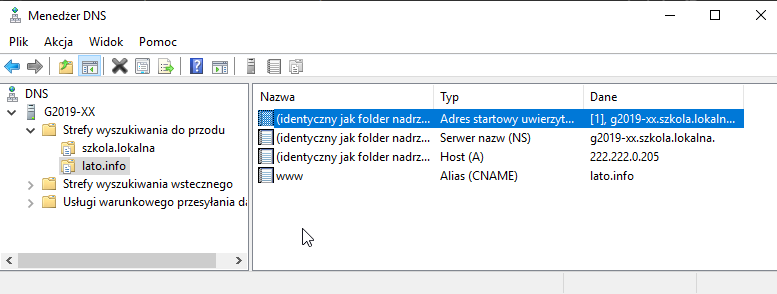 Menedżer DNS
Plik Akcja Widok Pomoc
DNS
G2019-XX
Strefy wyszukiwania do przodu
szkola.lokalna
lato.info
Strefy wyszukiwania wstecznego
Usługi warunkowego przesyłania da
Nazwa Typ Dane
(identyczny jak folder nadrz... Adres startowy uwierzyt... [1], g2019-xx.szkola.lokaln...
(identyczny jak folder nadrz... Serwer nazw (NS) g2019-xx.szkola.lokalna.
(identyczny jak folder nadrz... Host (A) 222.222.0.205
www Alias (CNAME) lato.info